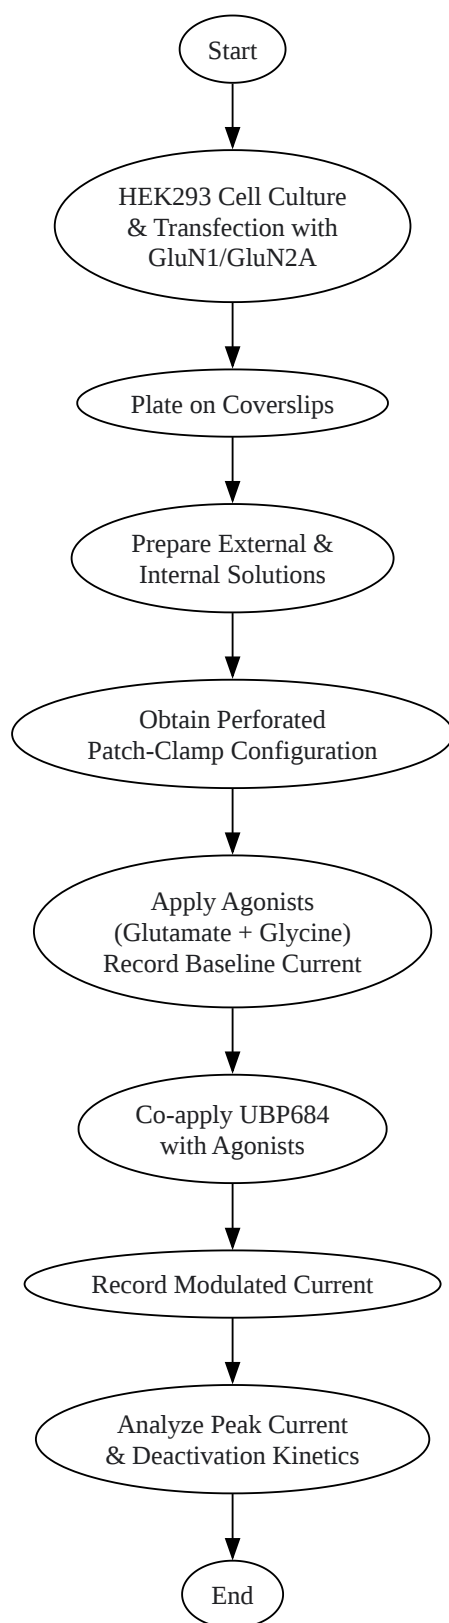 Start
HEK293 Cell Culture
& Transfection with
GluN1/GluN2A
Plate on Coverslips
Prepare External &
Internal Solutions
Obtain Perforated
Patch-Clamp Configuration
Apply Agonists
(Glutamate + Glycine)
Record Baseline Current
Co-apply UBP684
with Agonists
Record Modulated Current
Analyze Peak Current
& Deactivation Kinetics
End